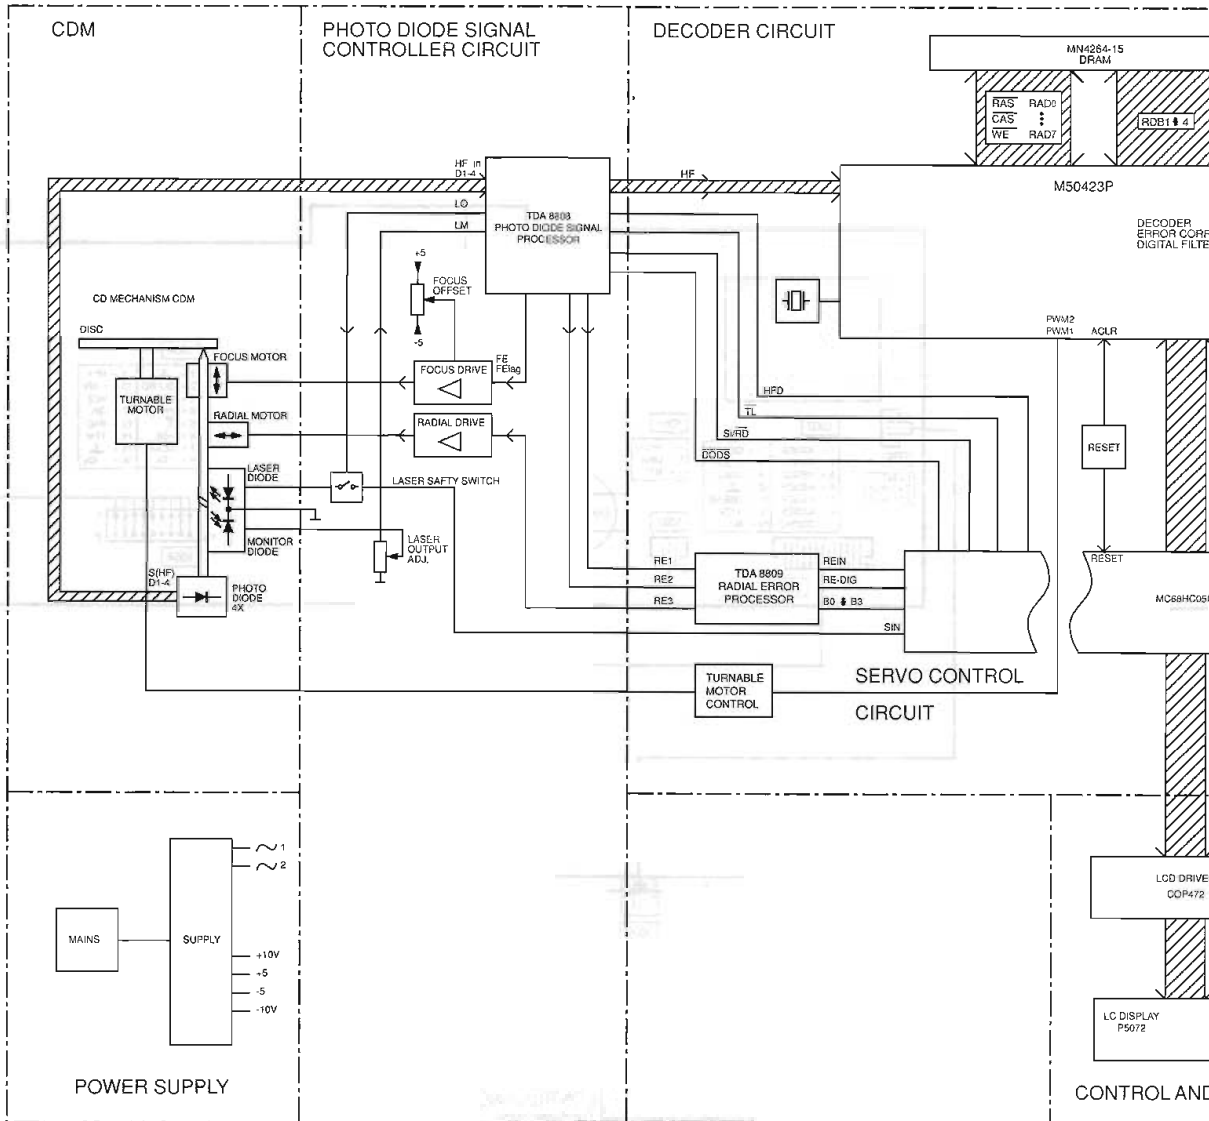 CDM
PHOTO DIODE SIGNAL
CONTROLLER CIRCUIT
DECODER CIRCUIT
MN4264-15
DRAM
RAS RAD0
CAS
WE RAD7
RDB1 4
HF in
D1-4
HF
M50423P
LO
LM
TDA 8808
PHOTO DIODE SIGNAL
PROCESSOR
DECODER
ERROR CORF
DIGITAL FILTE
+5
FOCUS
OFFSET
-5
CD MECHANISM CDM
DISC
PWM2
PWM1
ACLR
FOCUS MOTOR
FOCUS DRIVE
FE
FElag
TURNABLE
MOTOR
HFD
RADIAL MOTOR
RADIAL DRIVE
TL
SI/RD
DODS
RESET
LASER
DIODE
LASER SAFTY SWITCH
MONITOR
DIODE
LASER
OUTPUT
ADJ.
S(HF)
D1-4
PHOTO
DIODE
4X
RE1
RE2
RE3
TDA 8809
RADIAL ERROR
PROCESSOR
REIN
RE-DIG
B0 B3
SIN
RESET
MC68HC05
SERVO CONTROL
CIRCUIT
TURNABLE
MOTOR
CONTROL
1
2
MAINS
SUPPLY
+10V
+5
-5
-10V
POWER SUPPLY
LCD DRIVE
COP472
LC DISPLAY
P5072
CONTROL AND